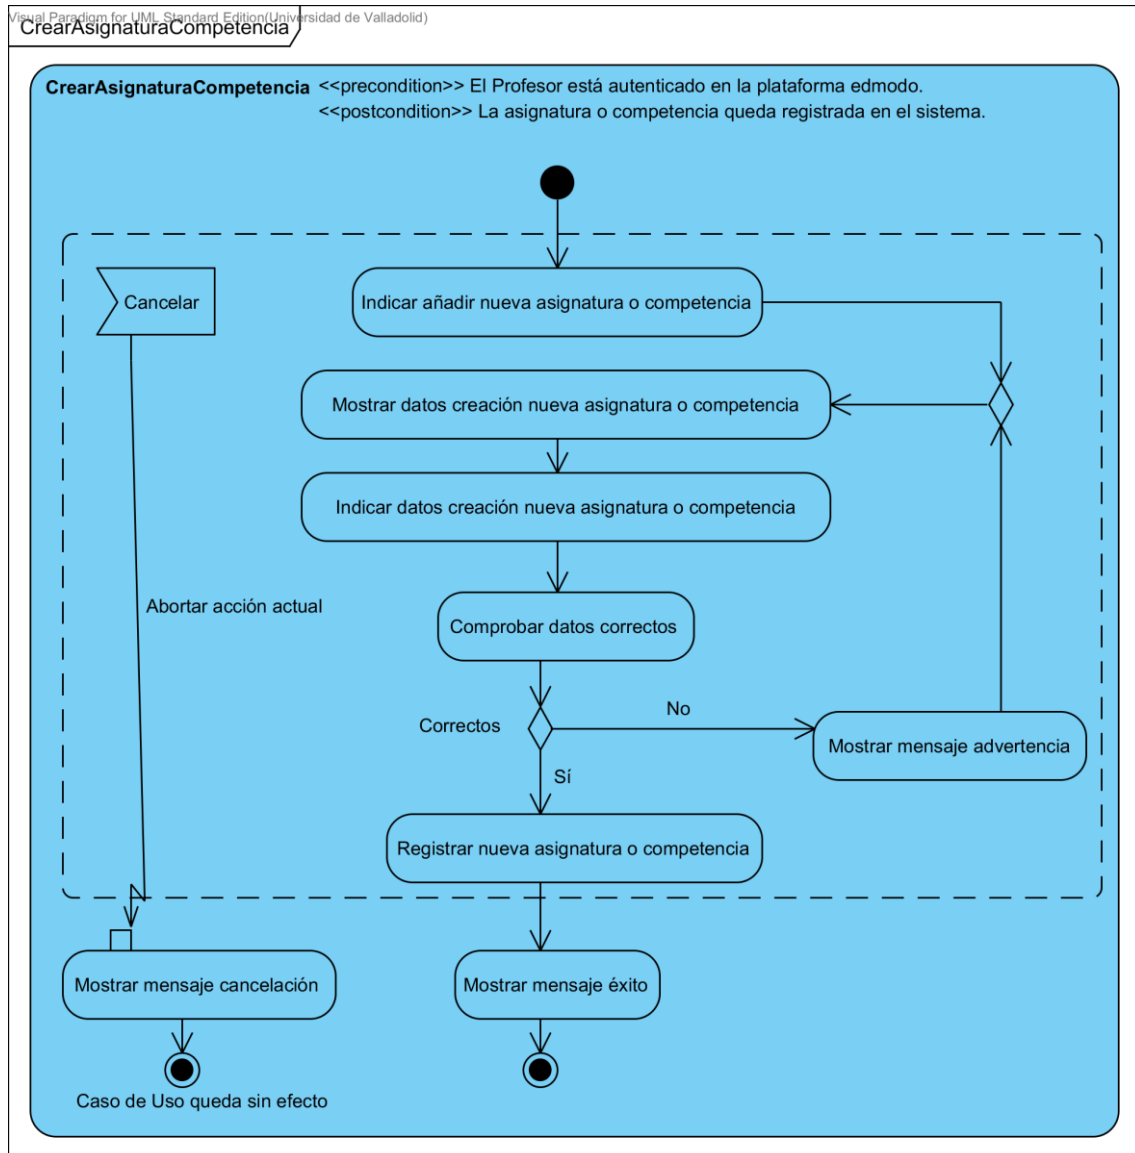 Visual Paradigm for UML Standard Edition(Universidad de Valladolid)
CrearAsignaturaCompetencia
CrearAsignaturaCompetencia <<precondition>> El Profesor está autenticado en la plataforma edmodo.
<<postcondition>> La asignatura o competencia queda registrada en el sistema.
Cancelar
Indicar añadir nueva asignatura o competencia
Mostrar datos creación nueva asignatura o competencia
Indicar datos creación nueva asignatura o competencia
Abortar acción actual
Comprobar datos correctos
Correctos
No
Mostrar mensaje advertencia
Sí
Registrar nueva asignatura o competencia
Mostrar mensaje cancelación
Mostrar mensaje éxito
Caso de Uso queda sin efecto